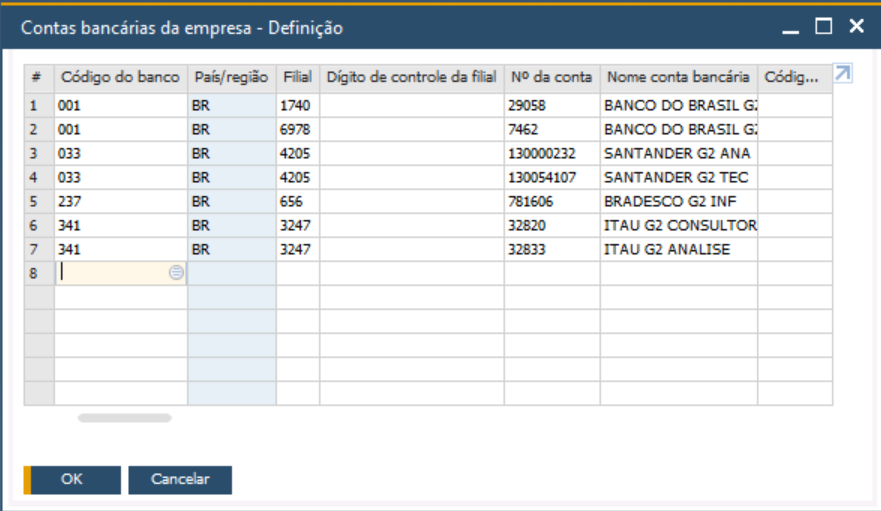 Contas bancárias da empresa - Definição
# Código do banco País/região Filial Dígito de controle da filial Nº da conta Nome conta bancária Códig...
1 001 BR 1740 29058 BANCO DO BRASIL G2
2 001 BR 6978 7462 BANCO DO BRASIL G2
3 033 BR 4205 130000232 SANTANDER G2 ANA
4 033 BR 4205 130054107 SANTANDER G2 TEC
5 237 BR 656 781606 BRADESCO G2 INF
6 341 BR 3247 32820 ITAU G2 CONSULTOR
7 341 BR 3247 32833 ITAU G2 ANALISE
8
OK Cancelar